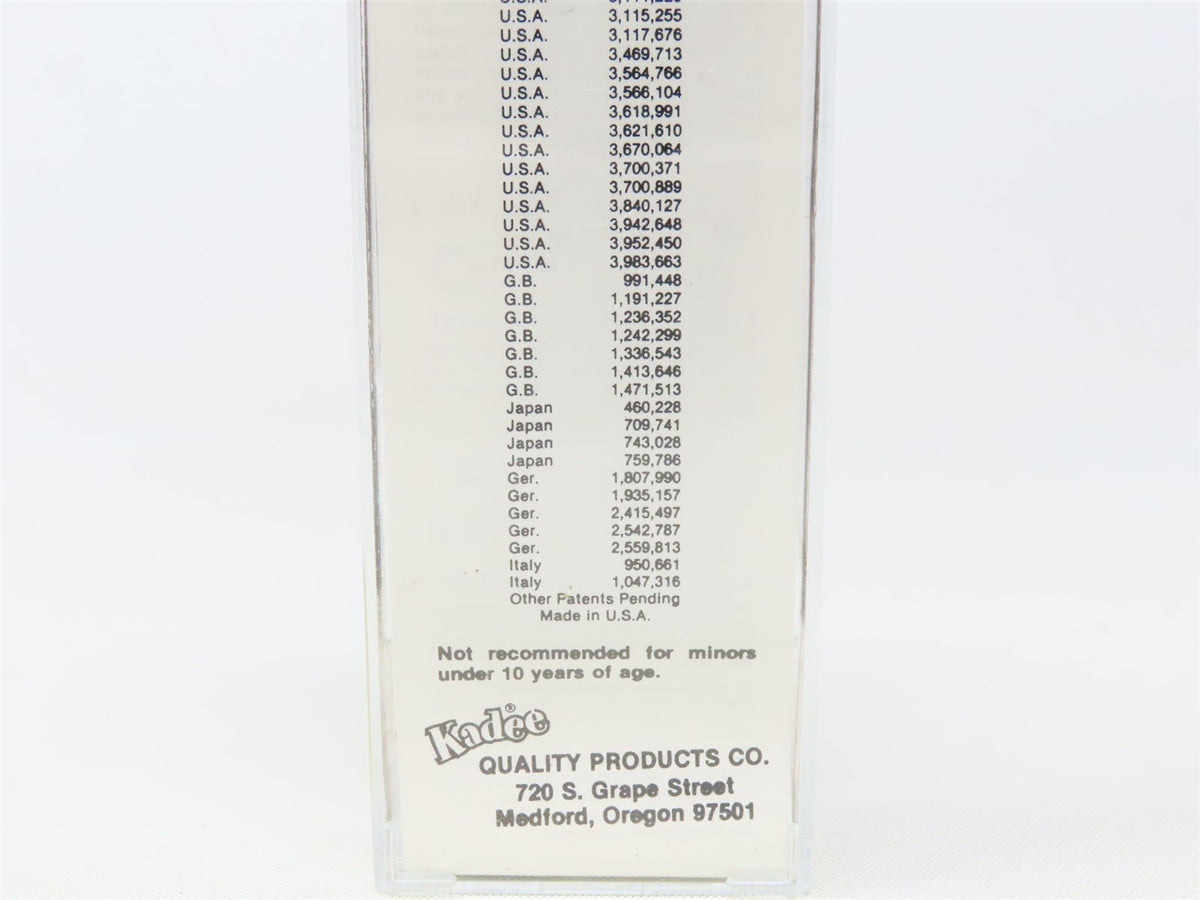 U.S.A. 3,115,255
U.S.A. 3,117,676
U.S.A. 3,469,713
U.S.A. 3,564,766
U.S.A. 3,566,104
U.S.A. 3,618,991
U.S.A. 3,621,610
U.S.A. 3,670,064
U.S.A. 3,700,371
U.S.A. 3,700,889
U.S.A. 3,840,127
U.S.A. 3,942,648
U.S.A. 3,952,450
U.S.A. 3,983,663
G.B. 991,448
G.B. 1,191,227
G.B. 1,236,352
G.B. 1,242,299
G.B. 1,336,543
G.B. 1,413,646
G.B. 1,471,513
Japan 460,228
Japan 709,741
Japan 743,028
Japan 759,786
Ger. 1,807,990
Ger. 1,935,157
Ger. 2,415,497
Ger. 2,542,787
Ger. 2,559,813
Italy 950,661
Italy 1,047,316
Other Patents Pending
Made in U.S.A.
Not recommended for minors
under 10 years of age.
Kadee®
QUALITY PRODUCTS CO.
720 S. Grape Street
Medford, Oregon 97501